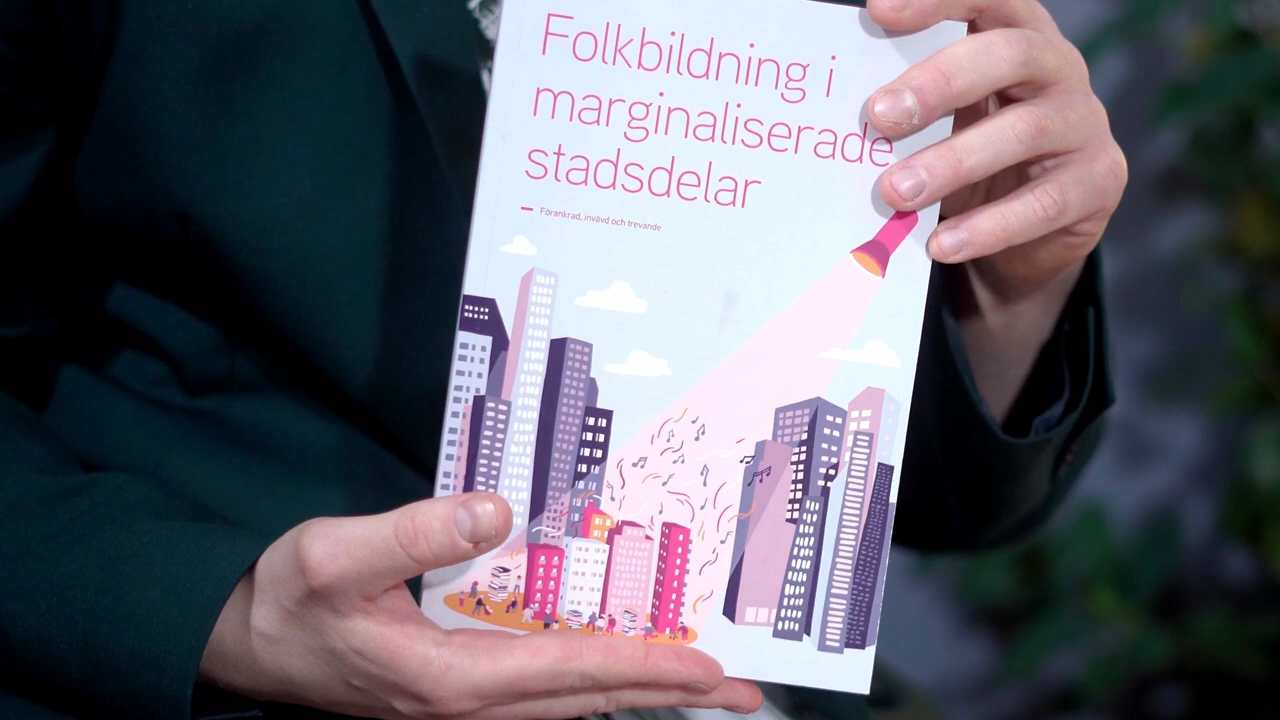 Folkbildning i
marginaliserade
stadsdelar
Förankrad, invävd och trevande